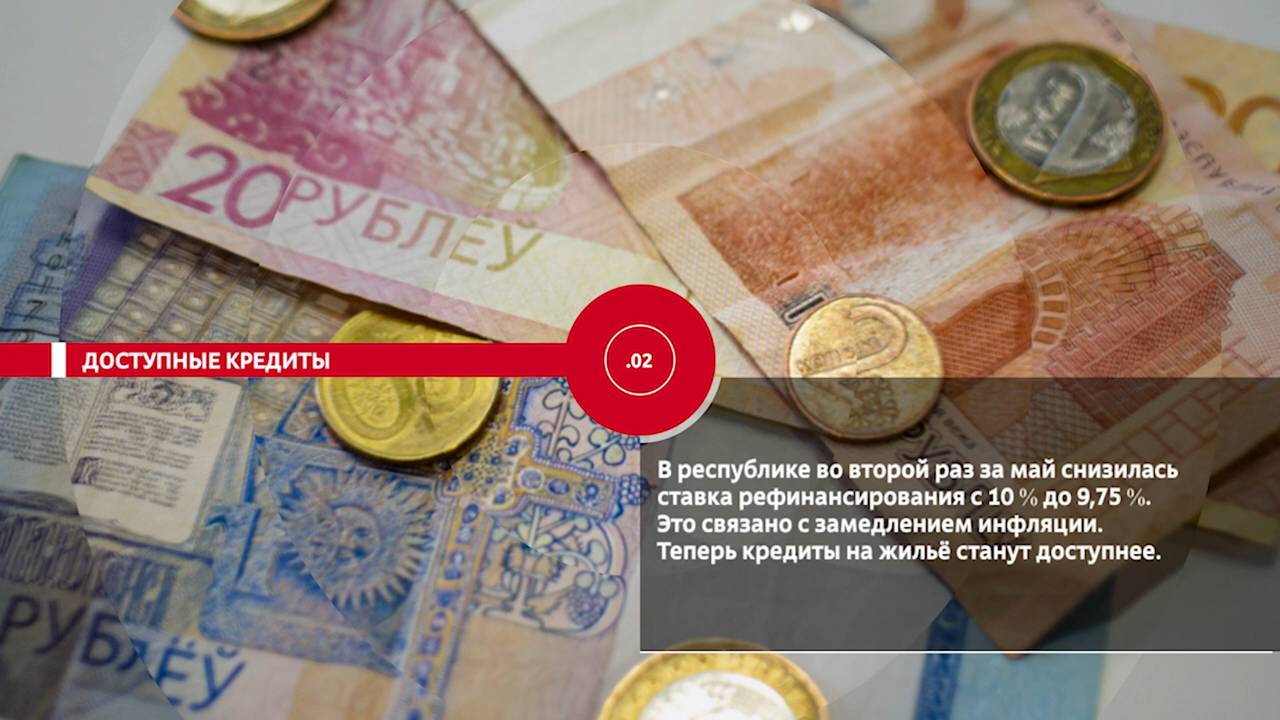 20 РУБЛЁЎ
ДОСТУПНЫЕ КРЕДИТЫ
.02
В республике во второй раз за май снизилась
ставка рефинансирования с 10 % до 9,75 %.
Это связано с замедлением инфляции.
Теперь кредиты на жильё станут доступнее.
РУБЛЁЎ